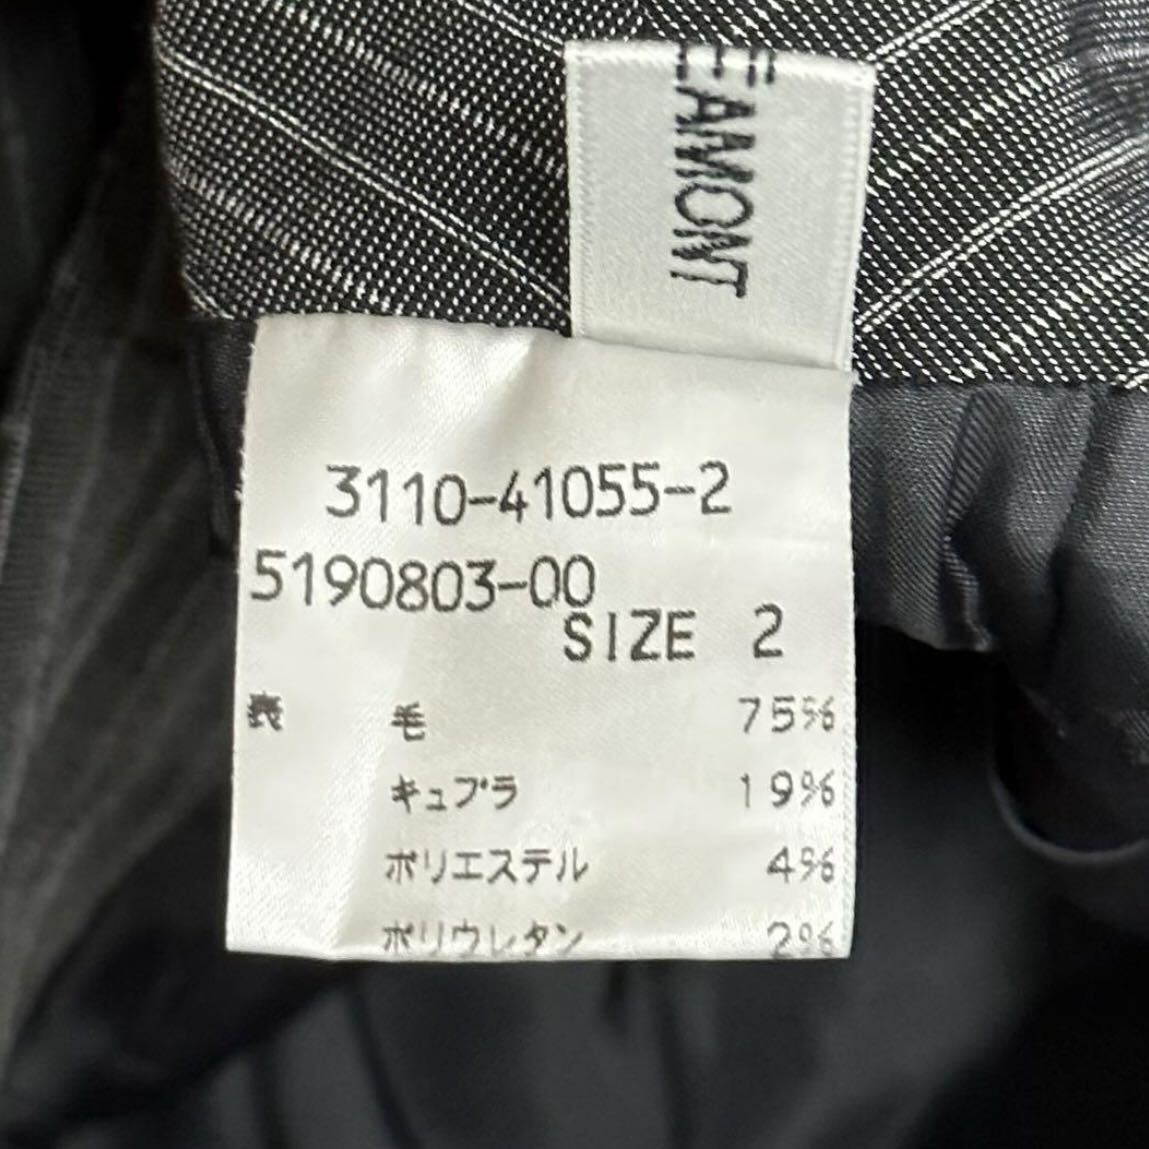 EAMONT
3110-41055-2
5190803-00
SIZE 2
表 毛 75%
キュプラ 19%
ポリエステル 4%
ポリウレタン 2%